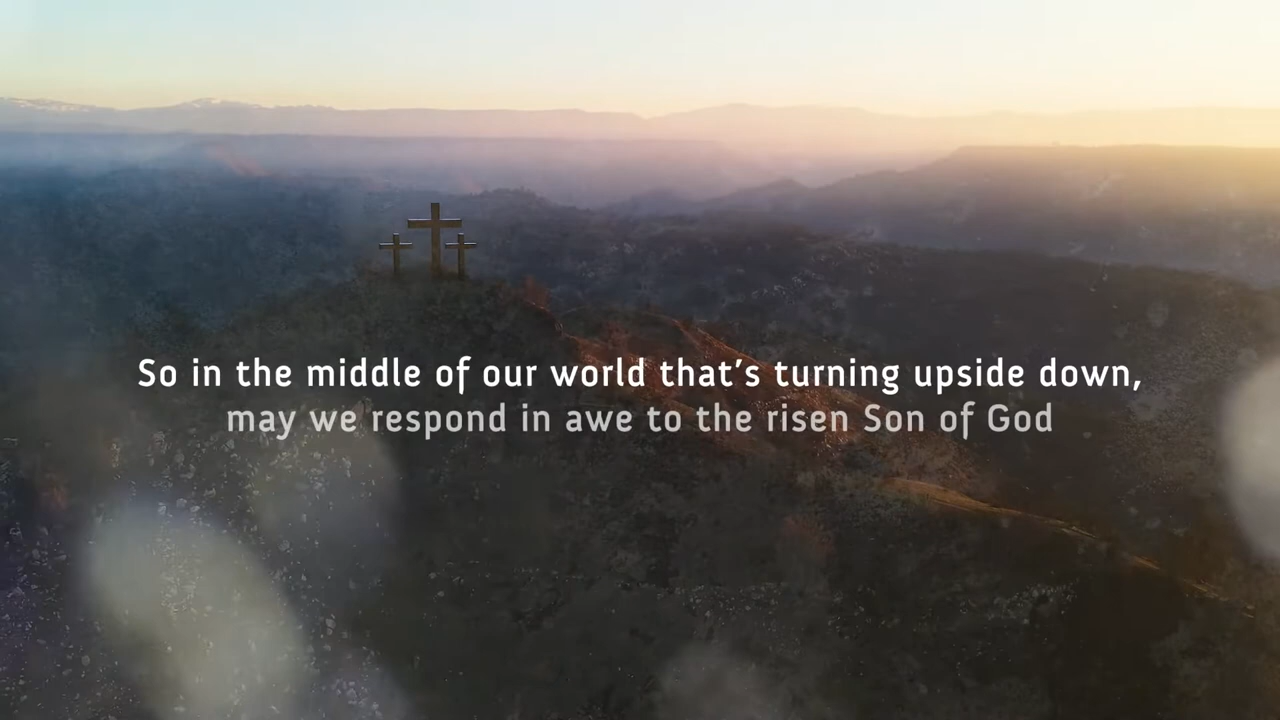 So in the middle of our world that's turning upside down,
may we respond in awe to the risen Son of God